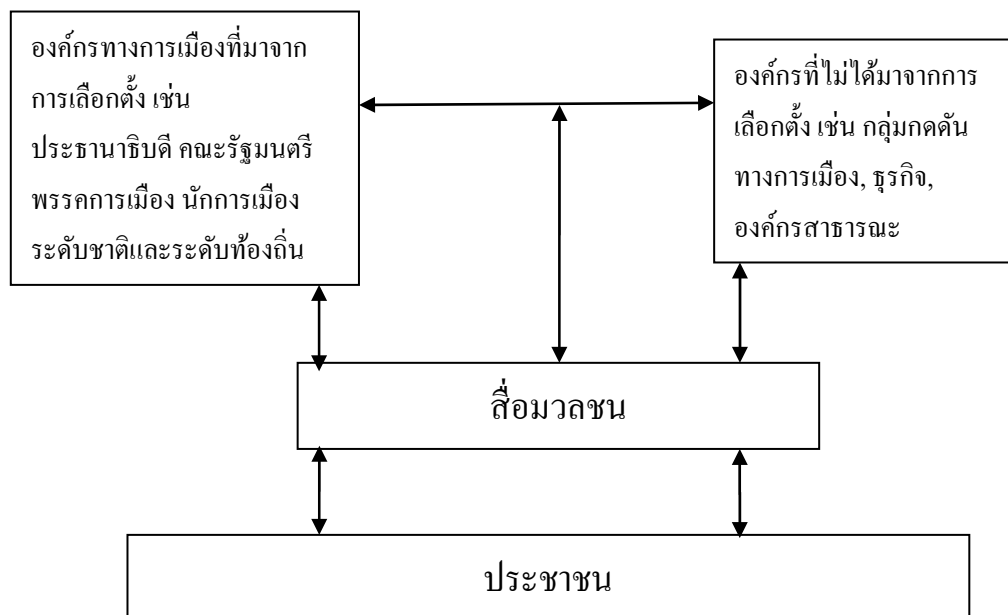 องค์กรทางการเมืองที่มาจาก
การเลือกตั้ง เช่น
ประธานาธิบดี คณะรัฐมนตรี
พรรคการเมือง นักการเมือง
ระดับชาติและระดับท้องถิ่น
องค์กรที่ไม่ได้มาจากการ
เลือกตั้ง เช่น กลุ่มกดดัน
ทางการเมือง, ธุรกิจ,
องค์กรสาธารณะ
สื่อมวลชน
ประชาชน